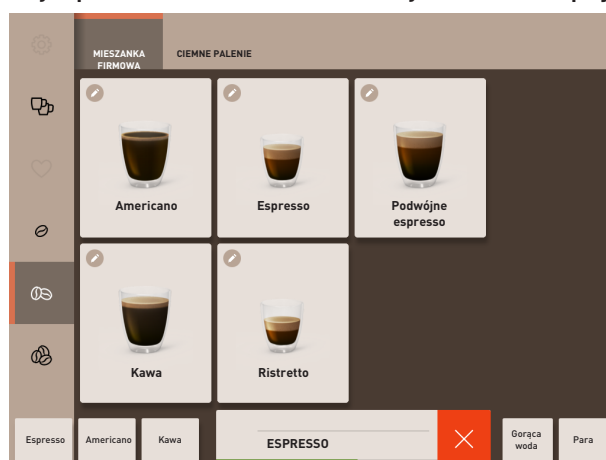 MIESZANKA
FIRMOWA
CIEMNE PALENIE
Americano
Espresso
Podwójne
espresso
Kawa
Ristretto
Espresso
Americano
Kawa
ESPRESSO
Gorąca
woda
Para